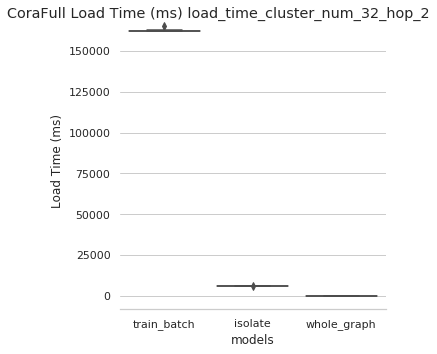 CoraFull Load Time (ms) load_time_cluster_num_32_hop_2
150000
125000
100000
75000
50000
25000
0
Load Time (ms)
train_batch isolate whole_graph
models